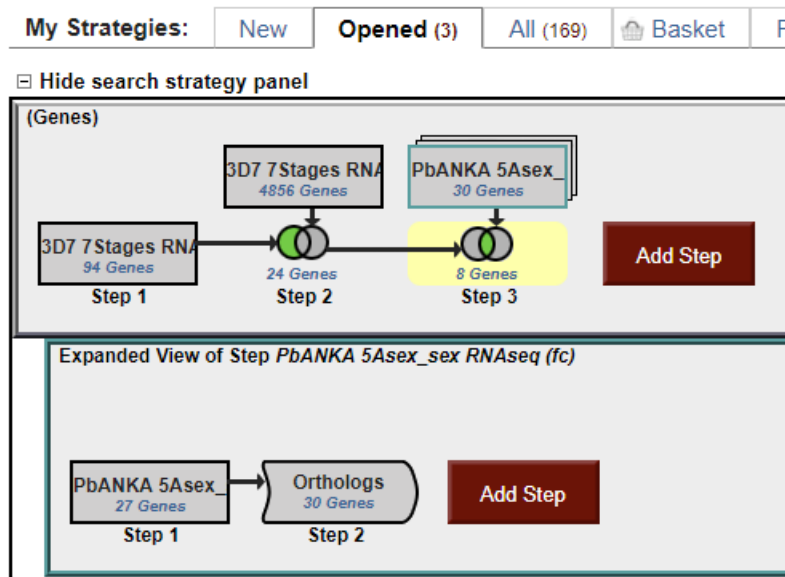 My Strategies: New Opened (3) All (169) Basket
Hide search strategy panel
(Genes)
3D7 7Stages RNA
4856 Genes
PbANKA 5Asex_
30 Genes
3D7 7Stages RNA
94 Genes
Step 1
24 Genes
Step 2
8 Genes
Step 3
Add Step
Expanded View of Step PbANKA 5Asex_sex RNAseq (fc)
PbANKA 5Asex_
27 Genes
Step 1
Orthologs
30 Genes
Step 2
Add Step